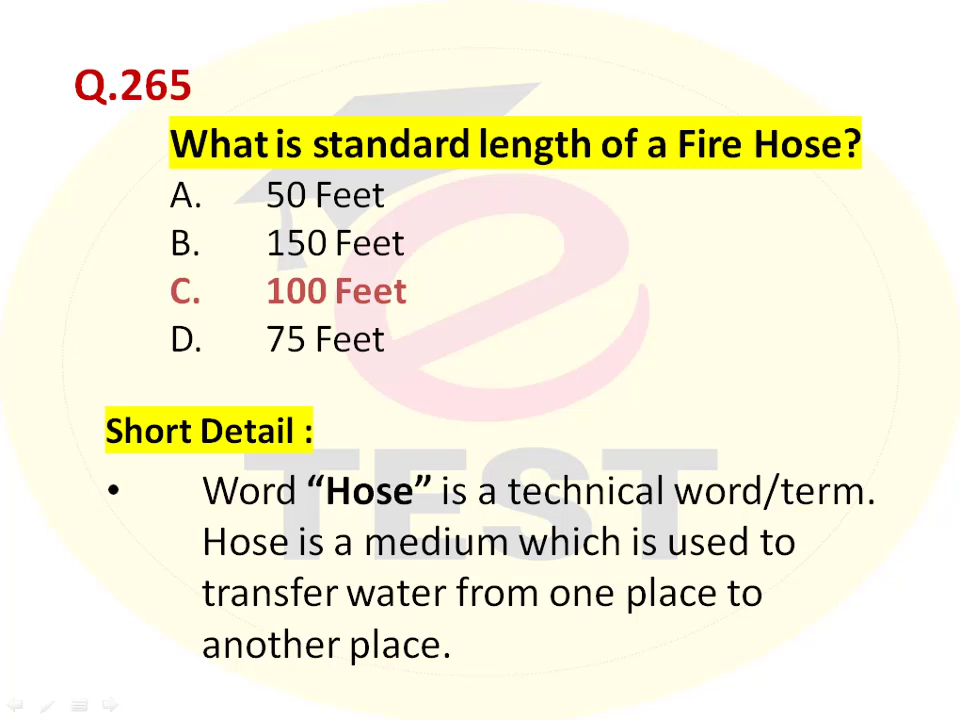 Q.265
What is standard length of a Fire Hose?
A. 50 Feet
B. 150 Feet
C. 100 Feet
D. 75 Feet
Short Detail :
• Word “Hose” is a technical word/term.
Hose is a medium which is used to
transfer water from one place to
another place.
e
TEST